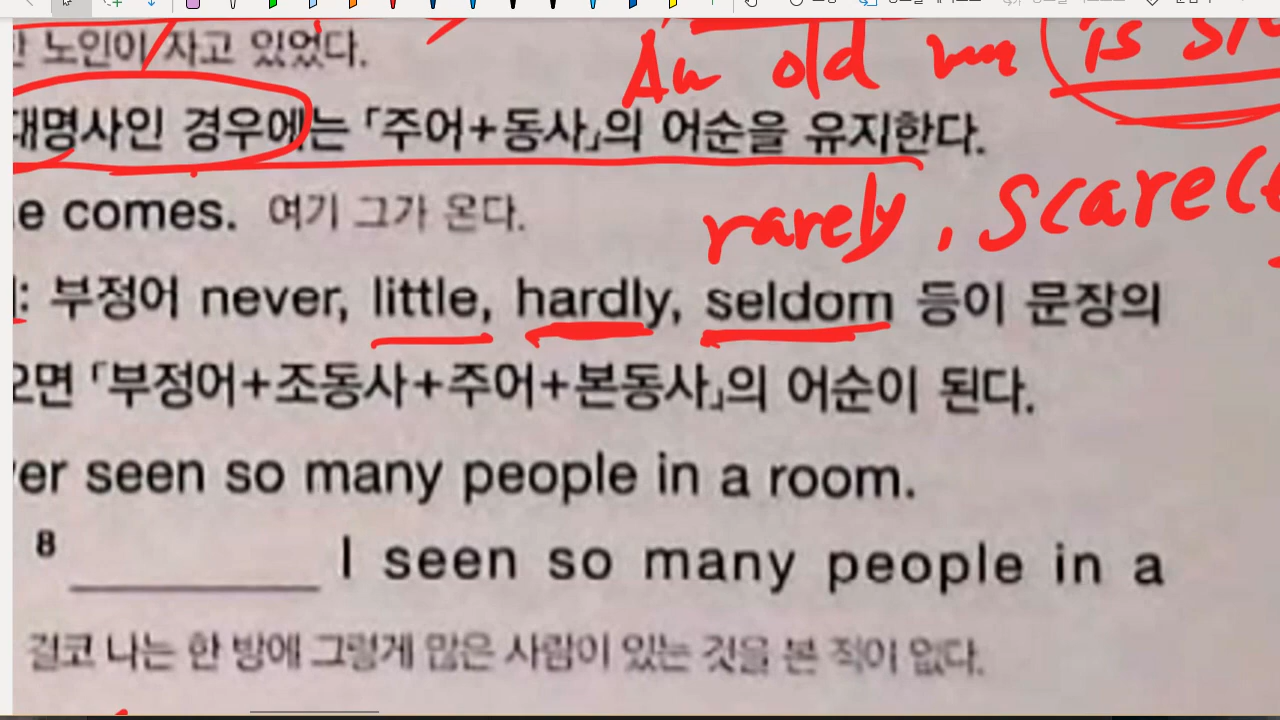 노인이 자고 있었다.
An old man is
대명사인 경우에는 「주어+동사」의 어순을 유지한다.
e comes. 여기 그가 온다.
rarely, scarcel
: 부정어 never, little, hardly, seldom 등이 문장의
오면 「부정어+조동사+주어+본동사」의 어순이 된다.
er seen so many people in a room.
8 __________ I seen so many people in a
결코 나는 한 방에 그렇게 많은 사람이 있는 것을 본 적이 없다.